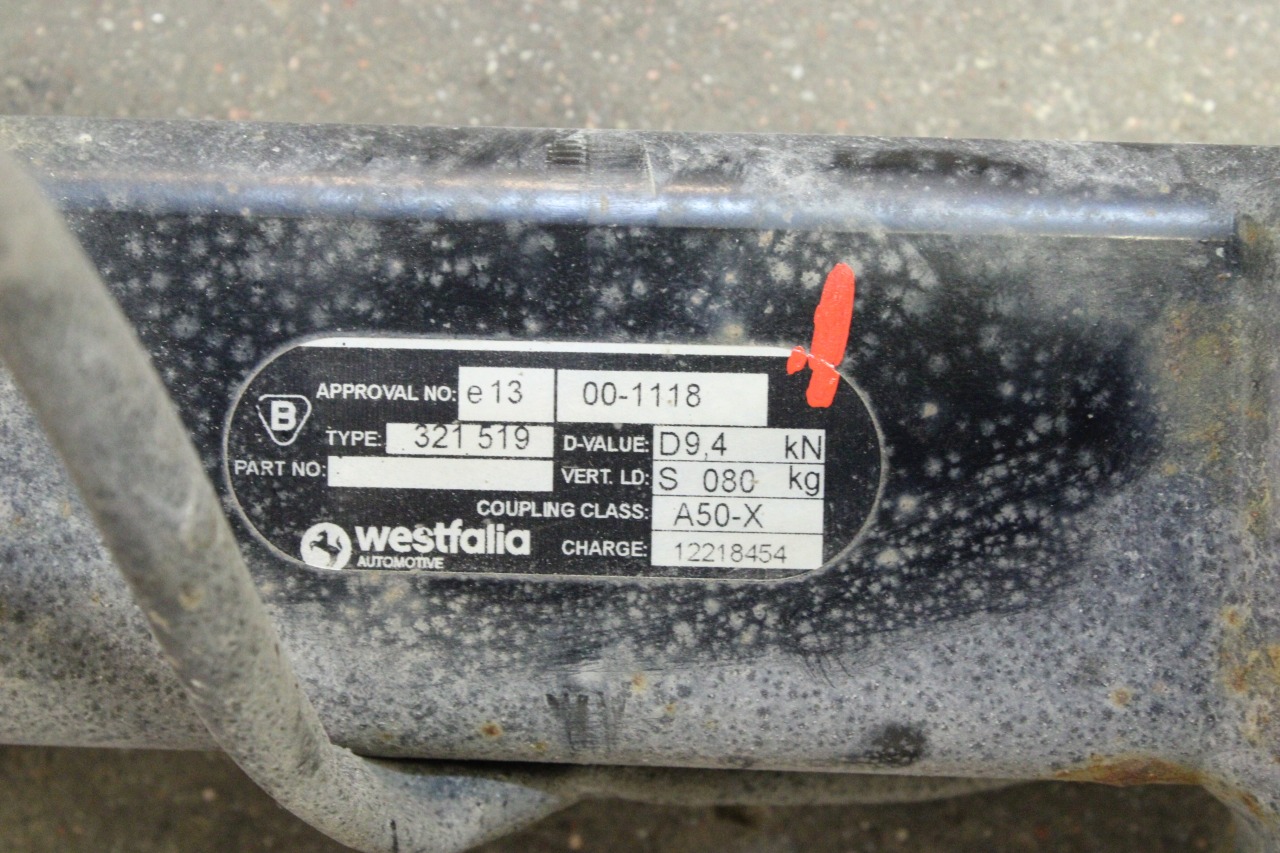 B
APPROVAL NO: e13 00-1118
TYPE: 321 519 D-VALUE: D9,4 kN
PART NO: VERT. LD: S 080 kg
COUPLING CLASS: A50-X
westfalia CHARGE: 12218454
AUTOMOTIVE